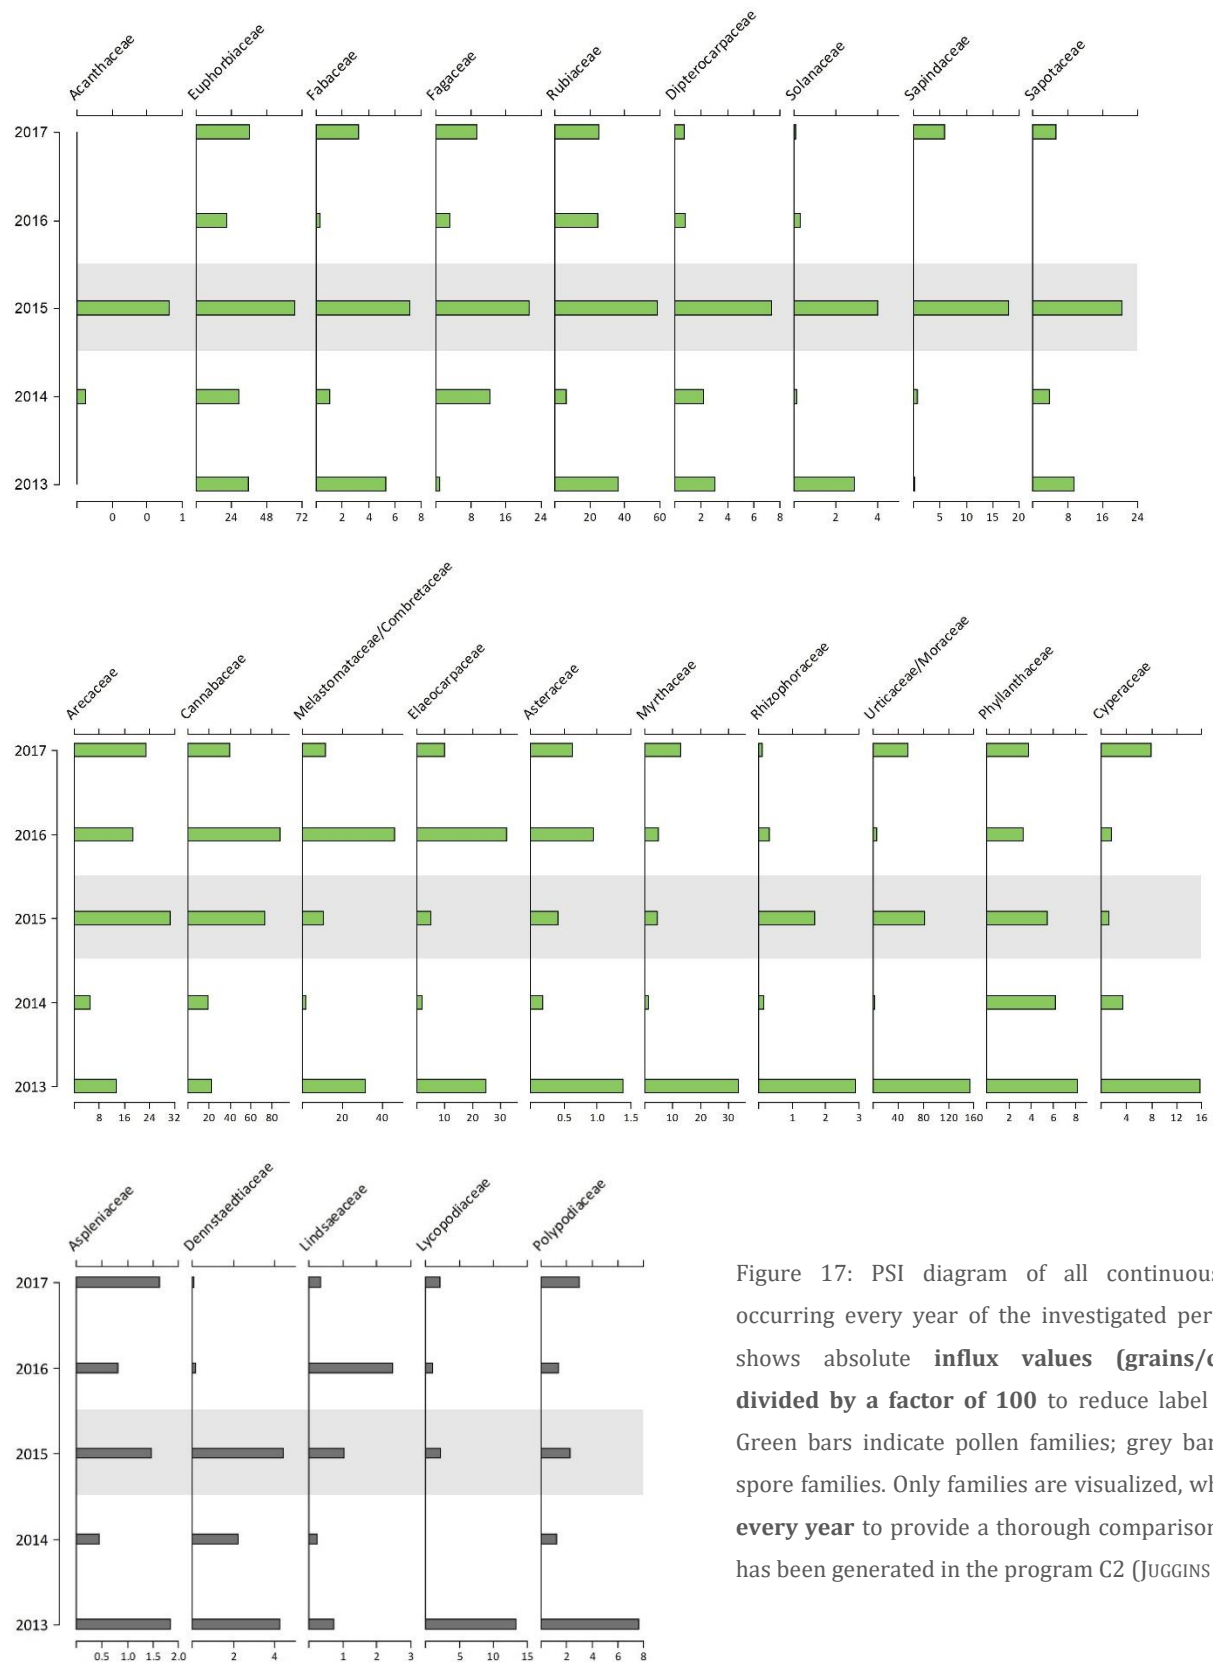 Acanthaceae Euphorbiaceae Fabaceae Fagaceae Rubiaceae Dipterocarpaceae Solanaceae Sapindaceae Sapotaceae
2017
2016
2015
2014
2013
0 0 1 24 48 72 2 4 6 8 8 16 24 20 40 60 2 4 6 8 2 4 5 10 15 20 8 16 24
Arecaceae Cannabaceae Melastomataceae/Combretaceae Elaeocarpaceae Asteraceae Myrthaceae Rhizophoraceae Urticaceae/Moraceae Phyllanthaceae Cyperaceae
2017
2016
2015
2014
2013
8 16 24 32 20 40 60 80 20 40 10 20 30 0.5 1.0 1.5 10 20 30 1 2 3 40 80 120 160 2 4 6 8 4 8 12 16
Aspleniaceae Dennstaedtiaceae Lindsaeaceae Lycopodiaceae Polypodiaceae
2017
2016
2015
2014
2013
0.5 1.0 1.5 2.0 2 4 1 2 3 5 10 15 2 4 6 8
Figure 17: PSI diagram of all continuous
occurring every year of the investigated per
shows absolute influx values (grains/c
divided by a factor of 100 to reduce label
Green bars indicate pollen families; grey bar
spore families. Only families are visualized, wh
every year to provide a thorough comparison
has been generated in the program C2 (JUGGINS